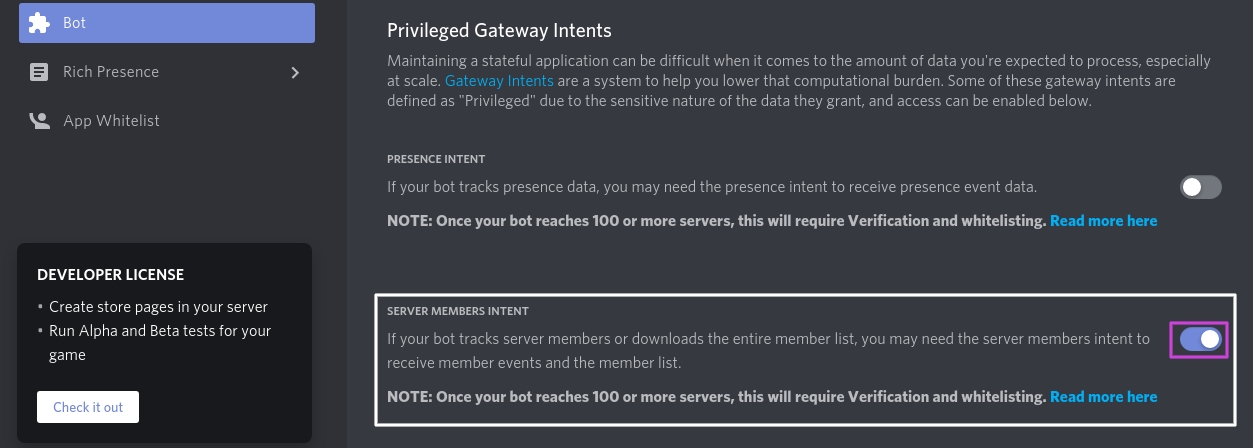 Bot
Rich Presence
App Whitelist
DEVELOPER LICENSE
• Create store pages in your server
• Run Alpha and Beta tests for your
game
Check it out
Privileged Gateway Intents
Maintaining a stateful application can be difficult when it comes to the amount of data you're expected to process, especially
at scale. Gateway Intents are a system to help you lower that computational burden. Some of these gateway intents are
defined as "Privileged" due to the sensitive nature of the data they grant, and access can be enabled below.
PRESENCE INTENT
If your bot tracks presence data, you may need the presence intent to receive presence event data.
NOTE: Once your bot reaches 100 or more servers, this will require Verification and whitelisting. Read more here
SERVER MEMBERS INTENT
If your bot tracks server members or downloads the entire member list, you may need the server members intent to
receive member events and the member list.
NOTE: Once your bot reaches 100 or more servers, this will require Verification and whitelisting. Read more here